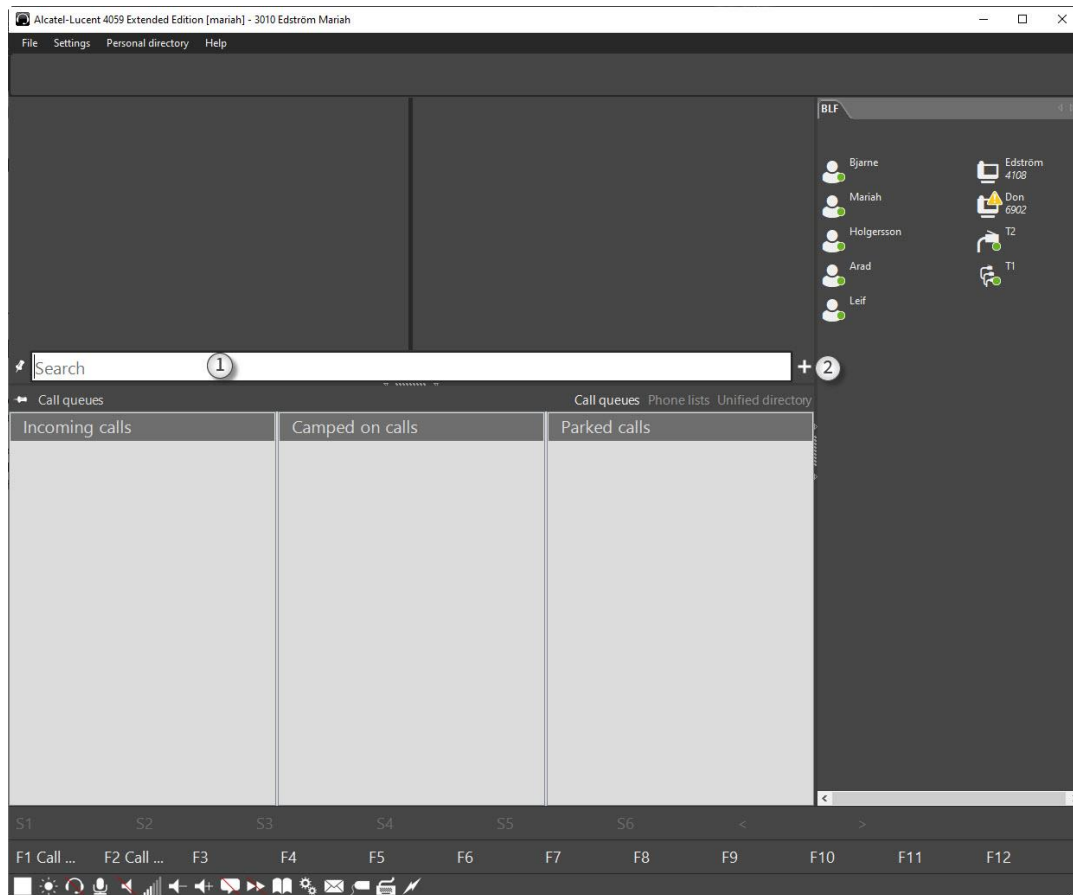 Alcatel-Lucent 4059 Extended Edition [mariah] - 3010 Edström Mariah
File Settings Personal directory Help
BLF
Bjarne
Edström
4108
Mariah
Don
6902
Holgersson
T2
Arad
T1
Leif
Search 1
2
Call queues
Call queues Phone lists Unified directory
Incoming calls Camped on calls Parked calls
S1 S2 S3 S4 S5 S6 < >
F1 Call ... F2 Call ... F3 F4 F5 F6 F7 F8 F9 F10 F11 F12